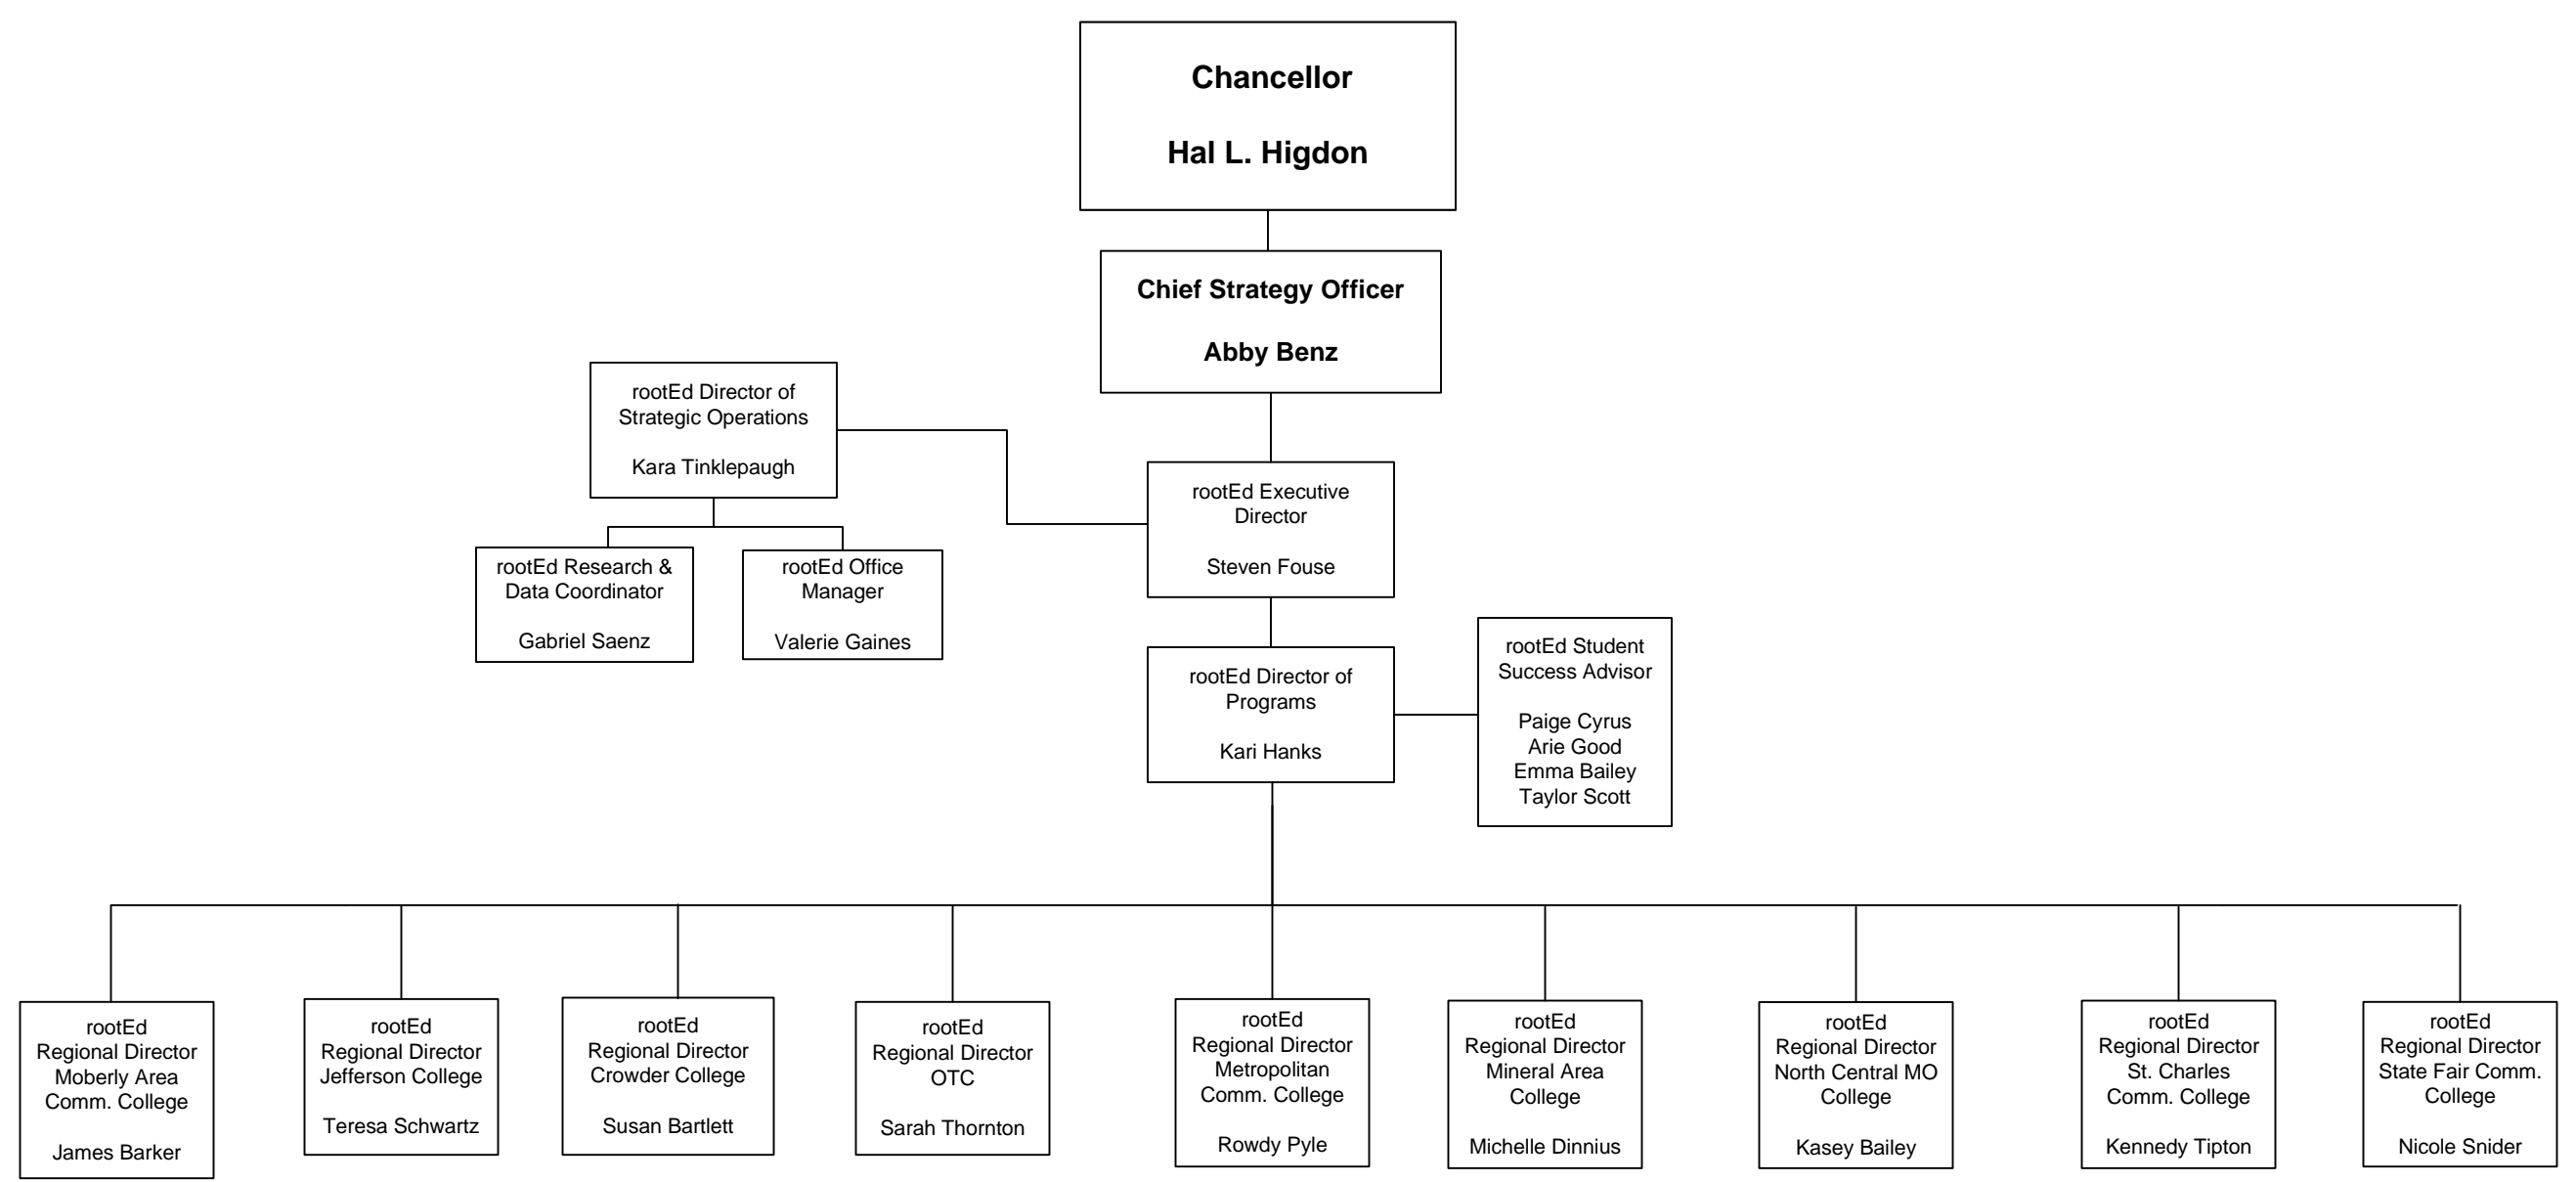 Chancellor
Hal L. Higdon
Chief Strategy Officer
Abby Benz
rootEd Director of
Strategic Operations
Kara Tinklepaugh
rootEd Executive
Director
Steven Fouse
rootEd Research &
Data Coordinator
Gabriel Saenz
rootEd Office
Manager
Valerie Gaines
rootEd Director of
Programs
Kari Hanks
rootEd Student
Success Advisor
Paige Cyrus
Arie Good
Emma Bailey
Taylor Scott
rootEd
Regional Director
Moberly Area
Comm. College
James Barker
rootEd
Regional Director
Jefferson College
Teresa Schwartz
rootEd
Regional Director
Crowder College
Susan Bartlett
rootEd
Regional Director
OTC
Sarah Thornton
rootEd
Regional Director
Metropolitan
Comm. College
Rowdy Pyle
rootEd
Regional Director
Mineral Area
College
Michelle Dinnius
rootEd
Regional Director
North Central MO
College
Kasey Bailey
rootEd
Regional Director
St. Charles
Comm. College
Kennedy Tipton
rootEd
Regional Director
State Fair Comm.
College
Nicole Snider